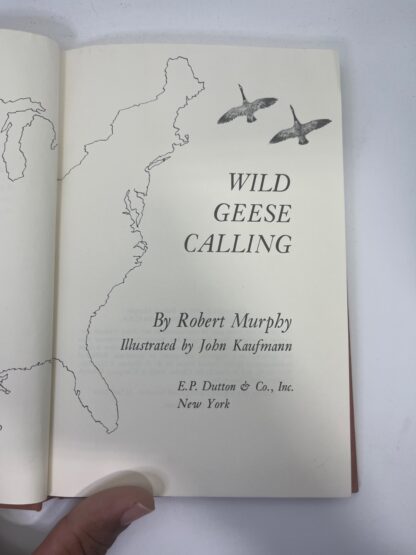 WILD
GEESE
CALLING
By Robert Murphy
Illustrated by John Kaufmann
E.P. Dutton & Co., Inc.
New York